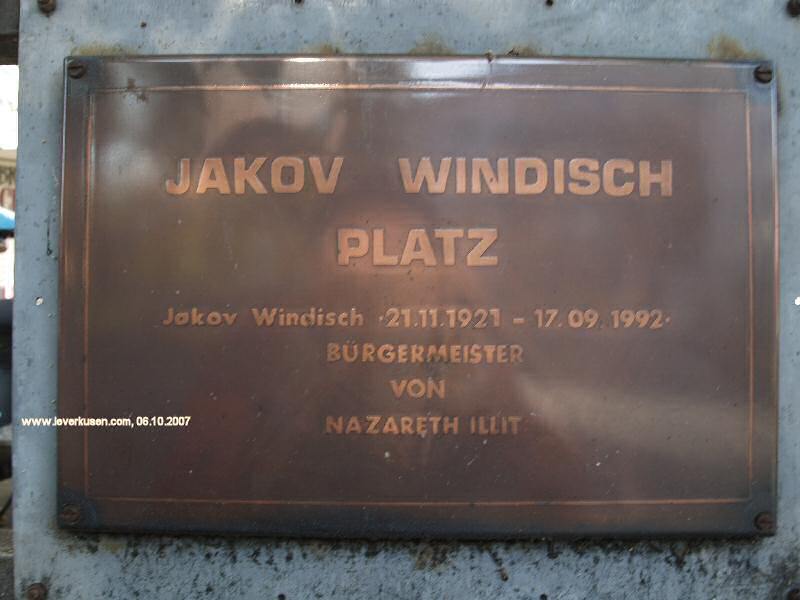 JAKOV WINDISCH
PLATZ
Jakov Windisch ·21.11.1921 – 17.09.1992·
BÜRGERMEISTER
VON
NAZARETH ILLIT
www.leverkusen.com, 06.10.2007